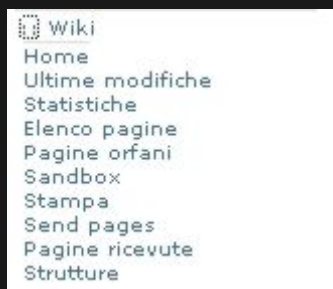 Wiki
Home
Ultime modifiche
Statistiche
Elenco pagine
Pagine orfani
Sandbox
Stampa
Send pages
Pagine ricevute
Strutture